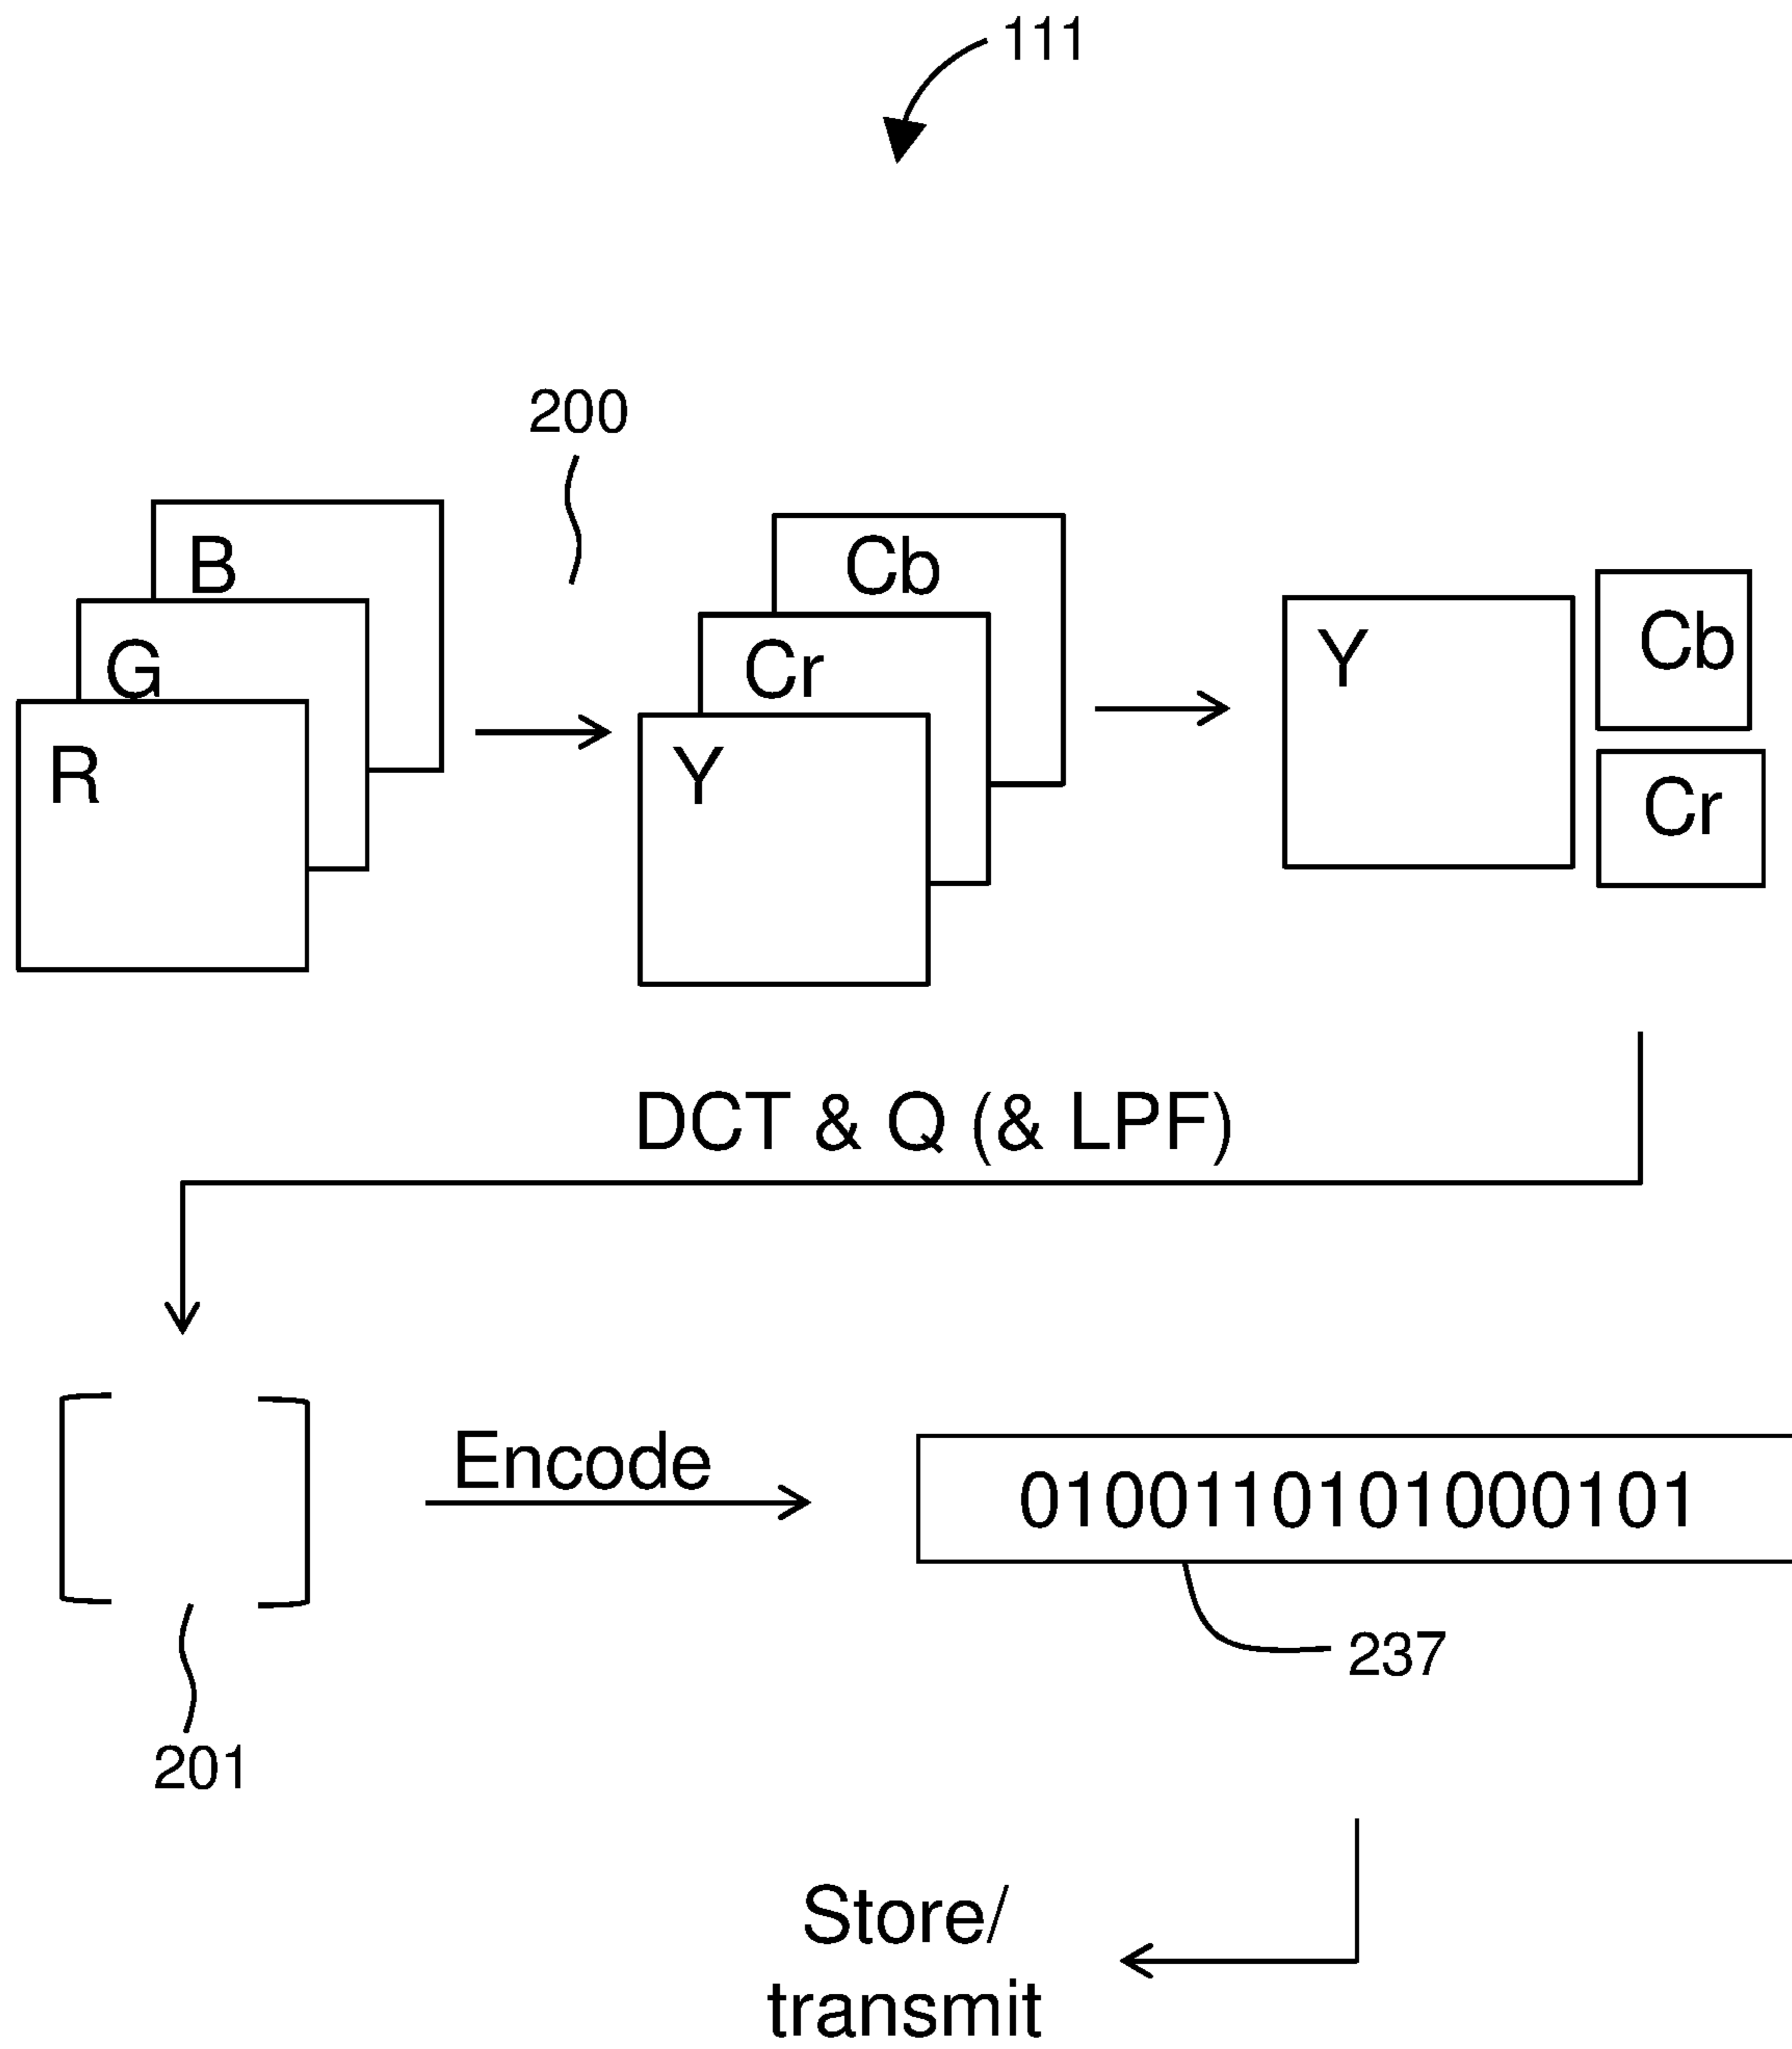 111
200
B
G
R
Cb
Cr
Y
Y
Cb
Cr
DCT & Q (& LPF)
Encode
0100110101000101
237
201
Store/
transmit